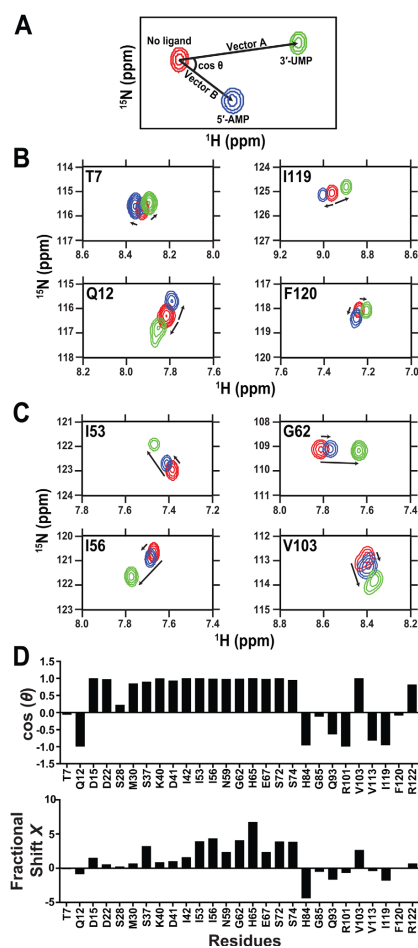 A
No ligand
Vector A
cos θ
3′-UMP
Vector B
5′-AMP
15N (ppm)
1H (ppm)
B
T7
114
115
116
117
8.6 8.4 8.2 8.0 7.8
I119
124
125
126
127
9.6 9.4 9.2 9.0 8.8 8.6
Q12
115
116
117
118
8.2 8.0 7.8 7.6
F120
117
118
119
120
7.6 7.4 7.2 7.0
15N (ppm)
1H (ppm)
C
I53
121
122
123
124
7.8 7.6 7.4 7.2
G62
108
109
110
111
8.0 7.8 7.6 7.4
I56
120
121
122
123
8.0 7.8 7.6 7.4
V103
112
113
114
115
8.8 8.6 8.4 8.2 8.0
15N (ppm)
1H (ppm)
D
cos (θ)
1.5
1.0
0.5
0.0
-0.5
-1.0
-1.5
T7 Q12 D15 D22 S28 M30 S37 K40 D41 I42 I53 I56 N59 G62 H65 E67 S72 S74 H84 G85 Q93 R101 V103 V113 I119 F120 R122
Fractional Shift X
10
5
0
-5
T7 Q12 D15 D22 S28 M30 S37 K40 D41 I42 I53 I56 N59 G62 H65 E67 S72 S74 H84 G85 Q93 R101 V103 V113 I119 F120 R122
Residues